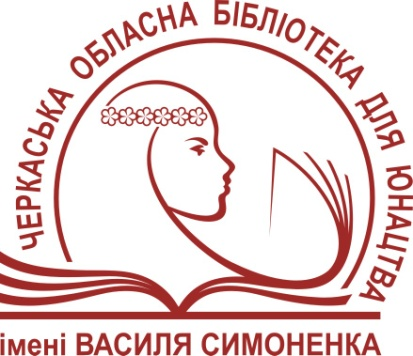 ЧЕРКАСЬКА ОБЛАСНА БІБЛІОТЕКА ДЛЯ ЮНАЦТВА
імені ВАСИЛЯ СИМОНЕНКА